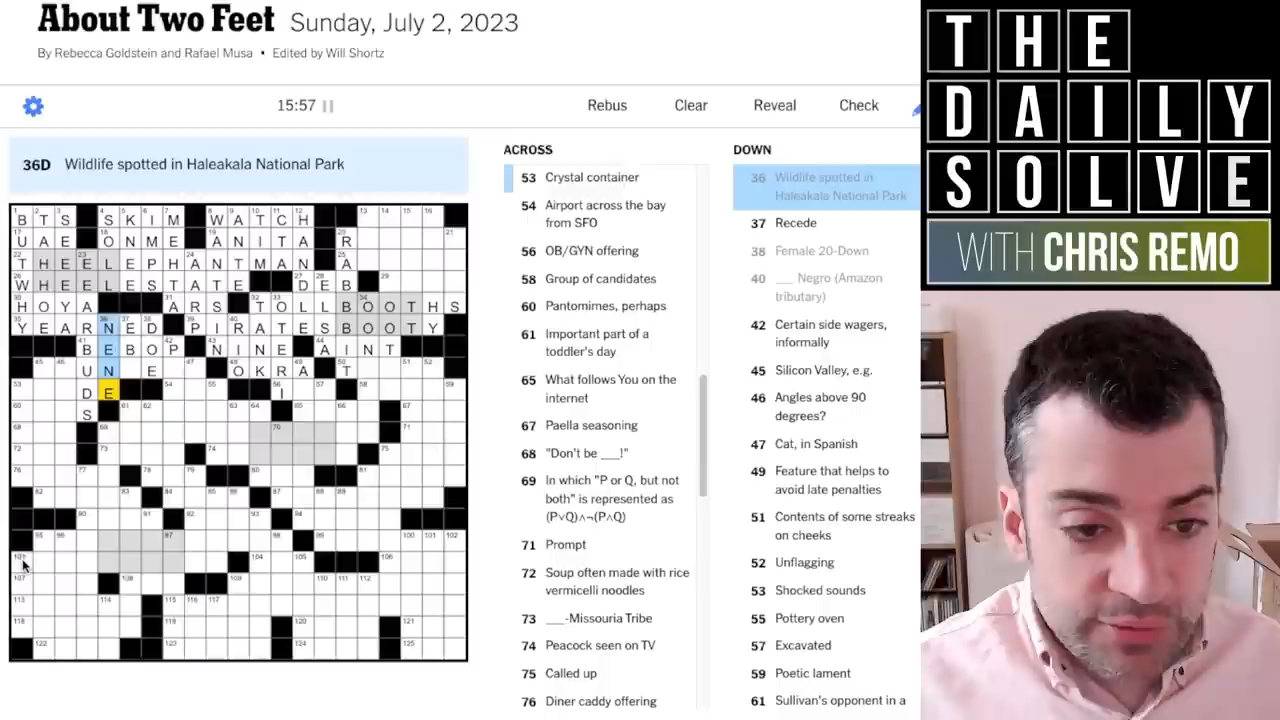 About Two Feet Sunday, July 2, 2023
By Rebecca Goldstein and Rafael Musa • Edited by Will Shortz
15:57
Rebus Clear Reveal Check
36D Wildlife spotted in Haleakala National Park
BTS SKIM WATCH
UAE ONME ANITA R
THEELEPHANTMAN A
WHEELESTATE DEB
HOYA ARS TOLLBOOTHS
YEARNED PIRATESBOOTY
BEBOP NINE AINT
U N E OKRA T
D E I
S
ACROSS
53 Crystal container
54 Airport across the bay
from SFO
56 OB/GYN offering
58 Group of candidates
60 Pantomimes, perhaps
61 Important part of a
toddler's day
65 What follows You on the
internet
67 Paella seasoning
68 "Don't be ___!"
69 In which "P or Q, but not
both" is represented as
(P∨Q)∧¬(P∧Q)
71 Prompt
72 Soup often made with rice
vermicelli noodles
73 ___-Missouria Tribe
74 Peacock seen on TV
75 Called up
76 Diner caddy offering
DOWN
36 Wildlife spotted in
Haleakala National Park
37 Recede
38 Female 20-Down
40 ___ Negro (Amazon
tributary)
42 Certain side wagers,
informally
45 Silicon Valley, e.g.
46 Angles above 90
degrees?
47 Cat, in Spanish
49 Feature that helps to
avoid late penalties
51 Contents of some streaks
on cheeks
52 Unflagging
53 Shocked sounds
55 Pottery oven
57 Excavated
59 Poetic lament
61 Sullivan's opponent in a
THE
DAILY
SOLVE
WITH CHRIS REMO